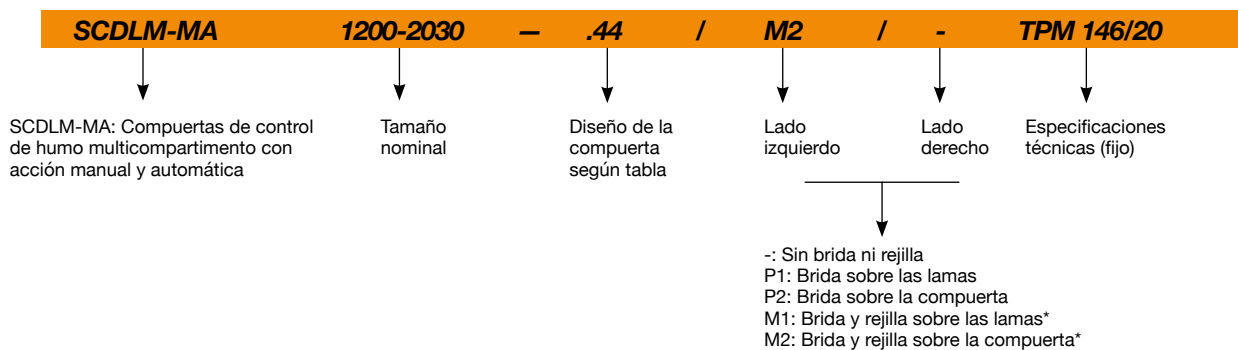 SCDLM-MA 1200-2030 — .44 / M2 / - TPM 146/20
SCDLM-MA: Compuertas de control
de humo multicompartimento con
acción manual y automática
Tamaño
nominal
Diseño de la
compuerta
según tabla
Lado
izquierdo
Lado
derecho
Especificaciones
técnicas (fijo)
-: Sin brida ni rejilla
P1: Brida sobre las lamas
P2: Brida sobre la compuerta
M1: Brida y rejilla sobre las lamas*
M2: Brida y rejilla sobre la compuerta*